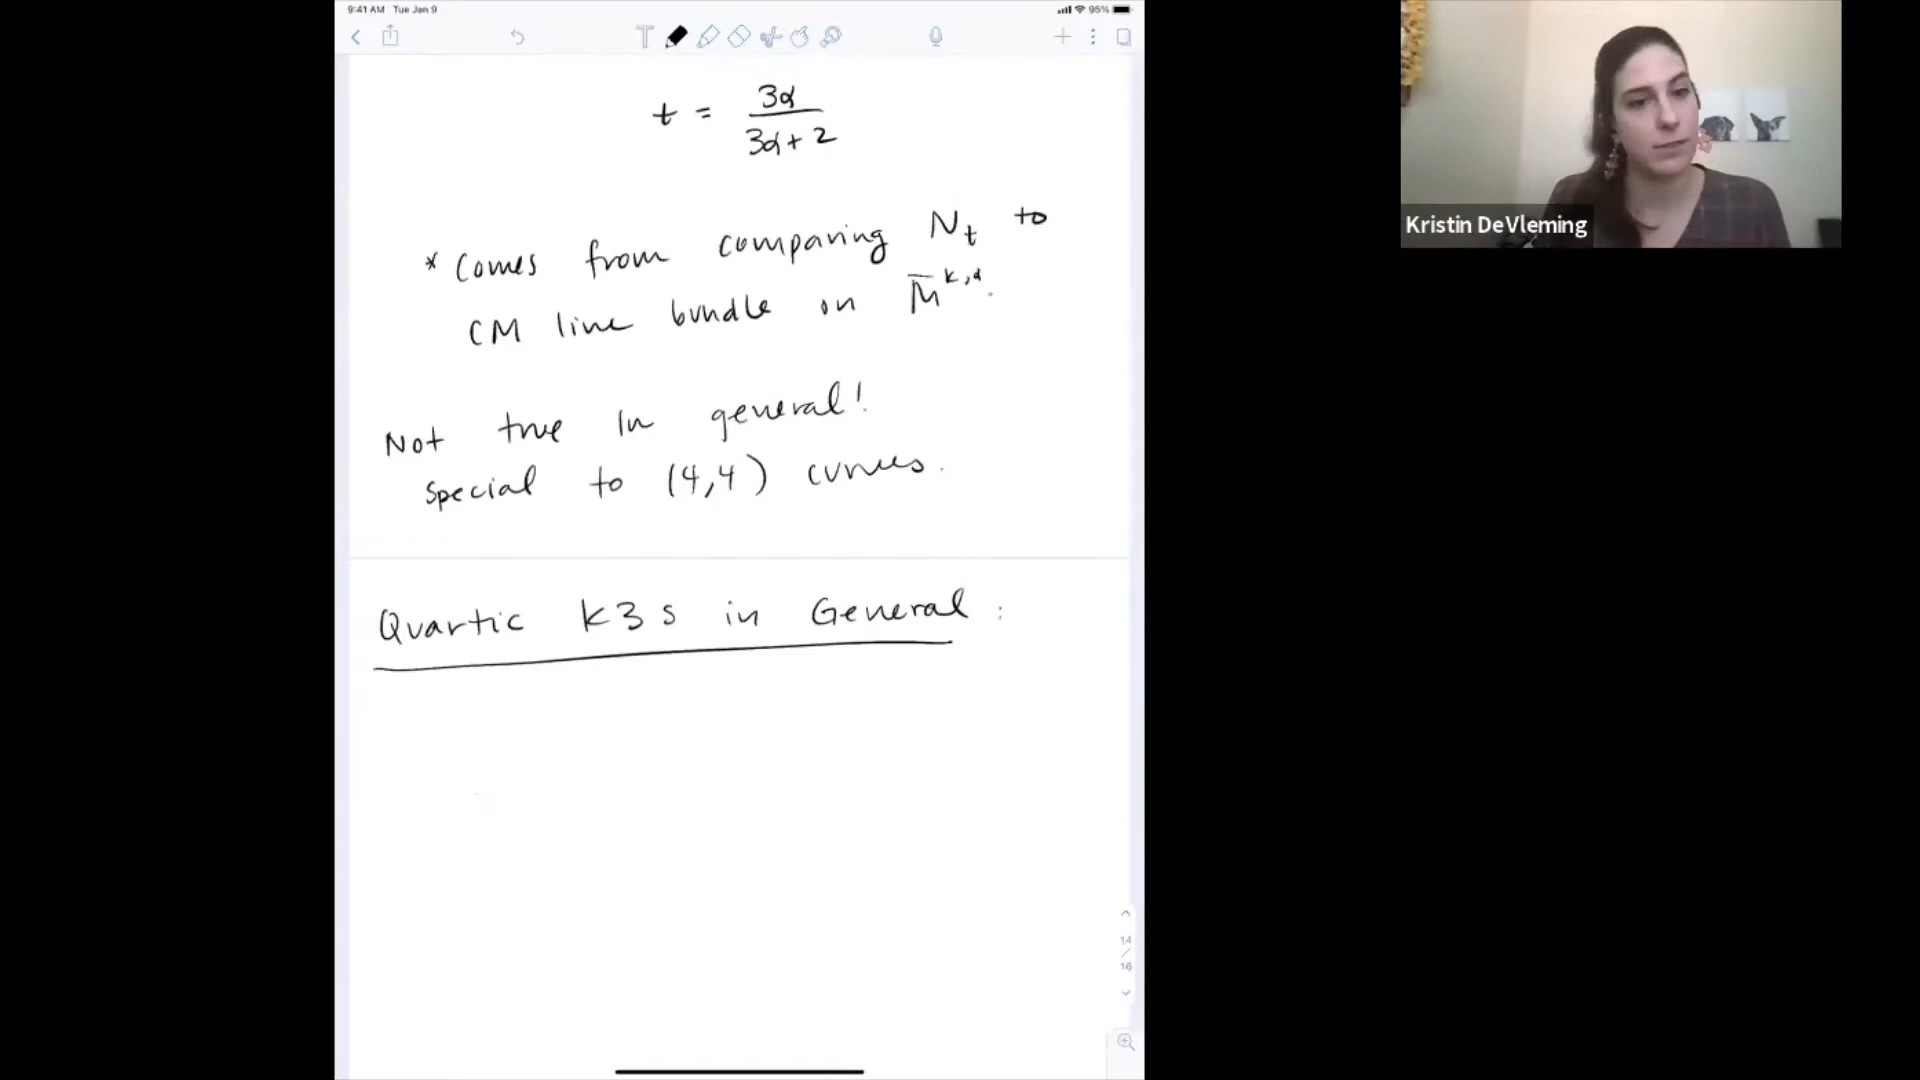 9:41 AM Tue Jan 9
95%
t = 3α / 3α + 2
* Comes from comparing N_t to
CM line bundle on M̅^{K,α}.
Not true in general!
Special to (4,4) curves.
Quartic K3s in General :
14
/
16
Kristin DeVleming